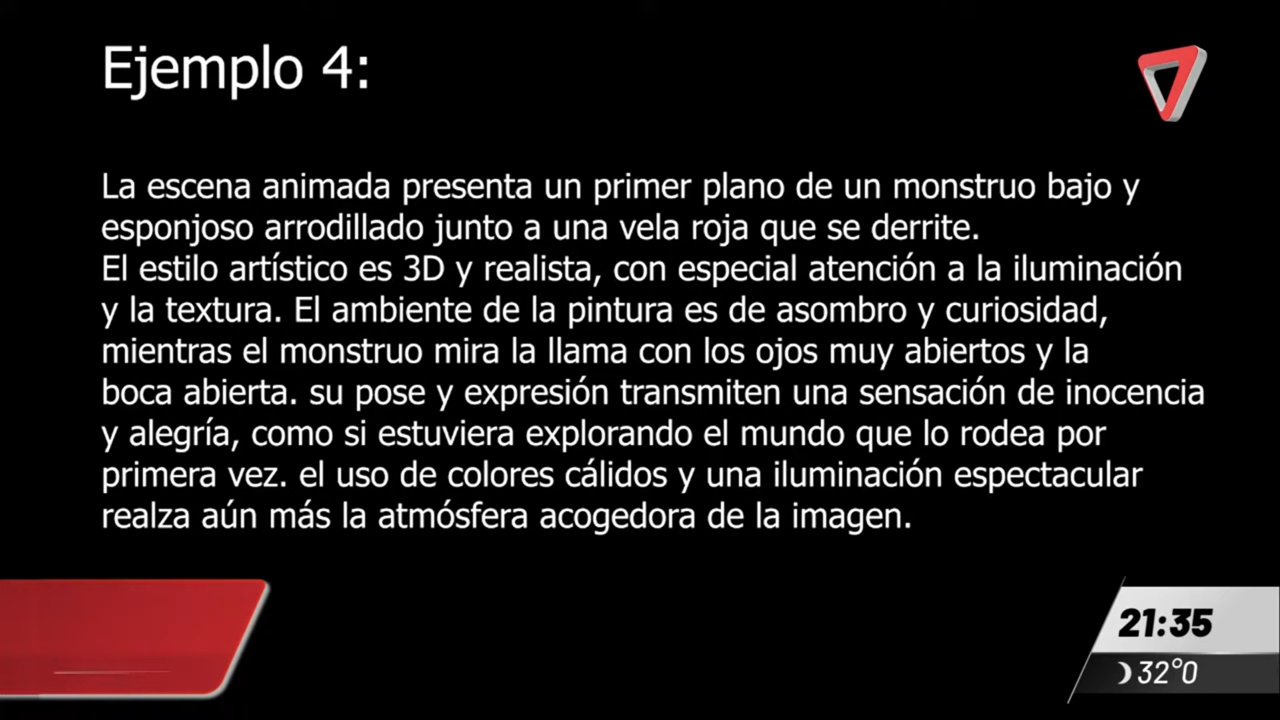 Ejemplo 4:
La escena animada presenta un primer plano de un monstruo bajo y
esponjoso arrodillado junto a una vela roja que se derrite.
El estilo artístico es 3D y realista, con especial atención a la iluminación
y la textura. El ambiente de la pintura es de asombro y curiosidad,
mientras el monstruo mira la llama con los ojos muy abiertos y la
boca abierta. su pose y expresión transmiten una sensación de inocencia
y alegría, como si estuviera explorando el mundo que lo rodea por
primera vez. el uso de colores cálidos y una iluminación espectacular
realza aún más la atmósfera acogedora de la imagen.
21:35
32°0